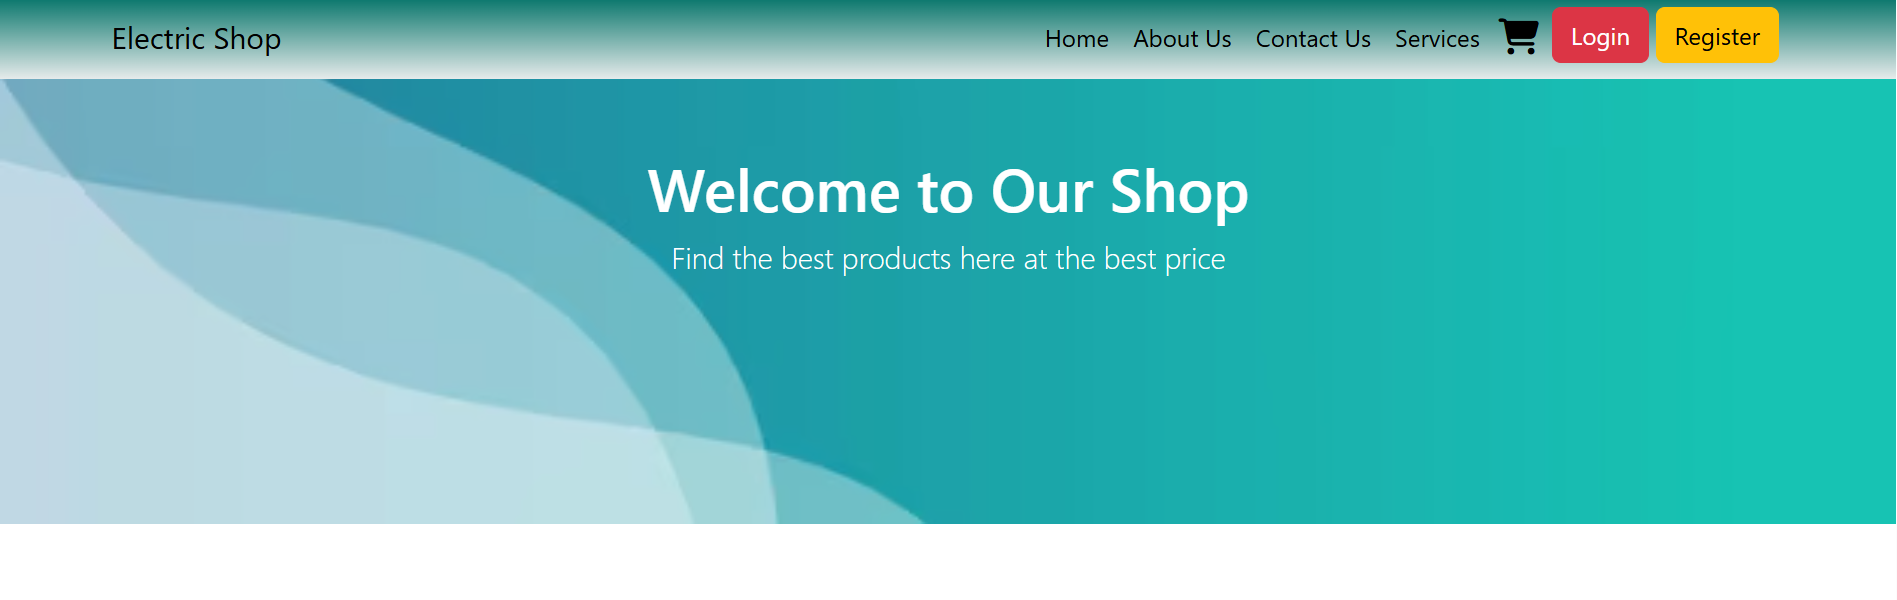 Electric Shop Home About Us Contact Us Services Login Register
Welcome to Our Shop
Find the best products here at the best price